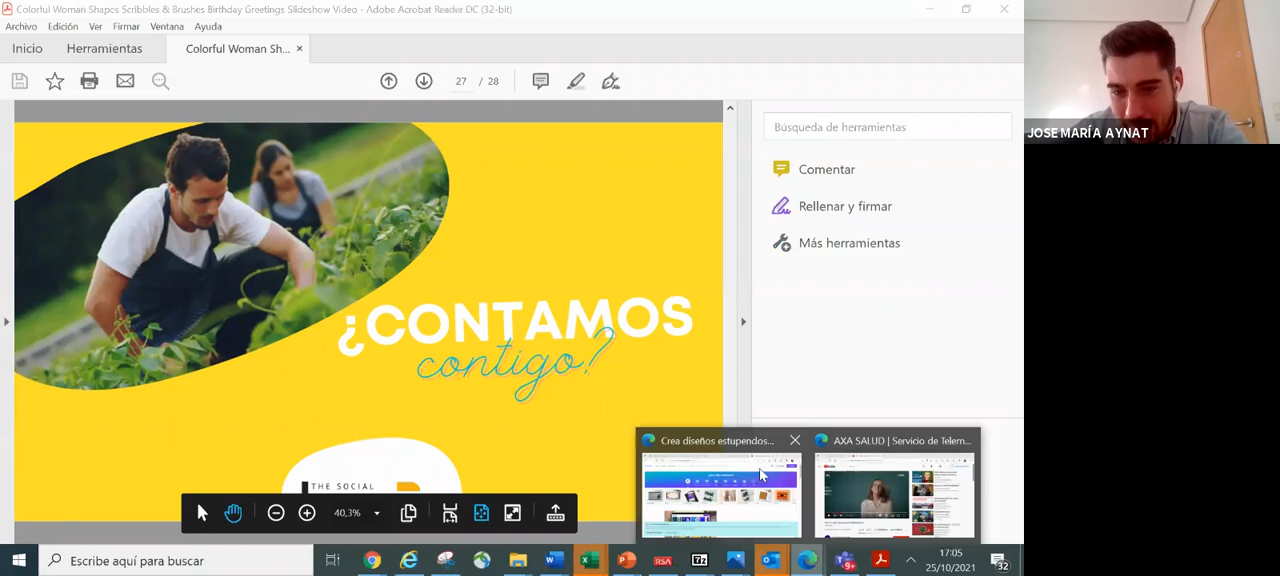 Colorful Woman Shapes Scribbles & Brushes Birthday Greetings Slideshow Video - Adobe Acrobat Reader DC (32-bit)
Archivo Edición Ver Firmar Ventana Ayuda
Inicio Herramientas Colorful Woman Sh... ×
27 / 28
Búsqueda de herramientas
Comentar
Rellenar y firmar
Más herramientas
JOSE MARÍA AYNAT
¿CONTAMOS
contigo?
THE SOCIAL
40,3%
Crea diseños estupendos...
AXA SALUD | Servicio de Telem...
Escribe aquí para buscar
RSA
7z
9+
17:05
25/10/2021
32